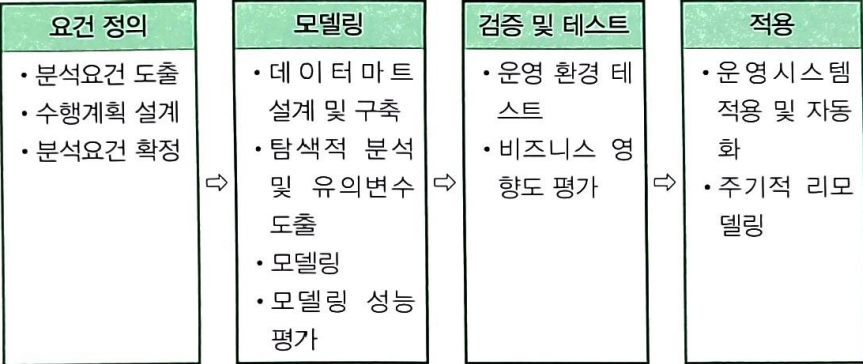 요건 정의
• 분석요건 도출
• 수행계획 설계
• 분석요건 확정
⇨
모델링
• 데이터마트
설계 및 구축
• 탐색적 분석
및 유의변수
도출
• 모델링
• 모델링 성능
평가
⇨
검증 및 테스트
• 운영 환경 테
스트
• 비즈니스 영
향도 평가
⇨
적용
• 운영시스템
적용 및 자동
화
• 주기적 리모
델링